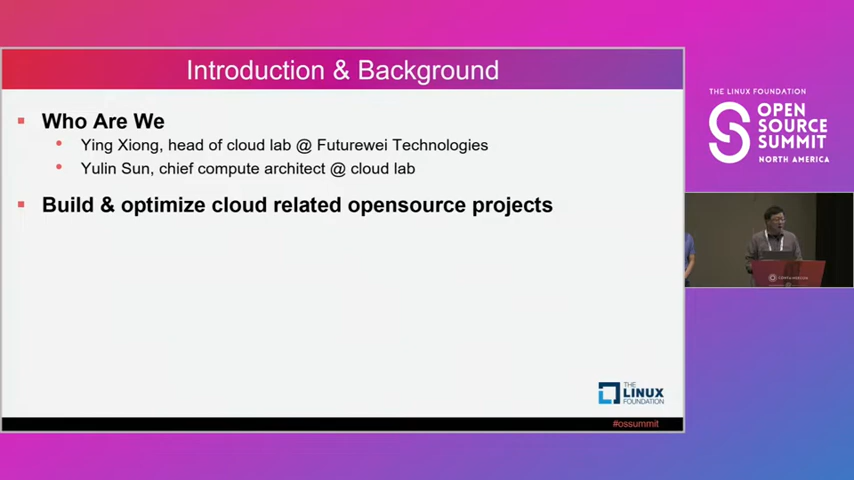 Introduction & Background
Who Are We
Ying Xiong, head of cloud lab @ Futurewei Technologies
Yulin Sun, chief compute architect @ cloud lab
Build & optimize cloud related opensource projects
THE
LINUX
FOUNDATION
#ossummit
THE LINUX FOUNDATION
OPEN
SOURCE
SUMMIT
NORTH AMERICA